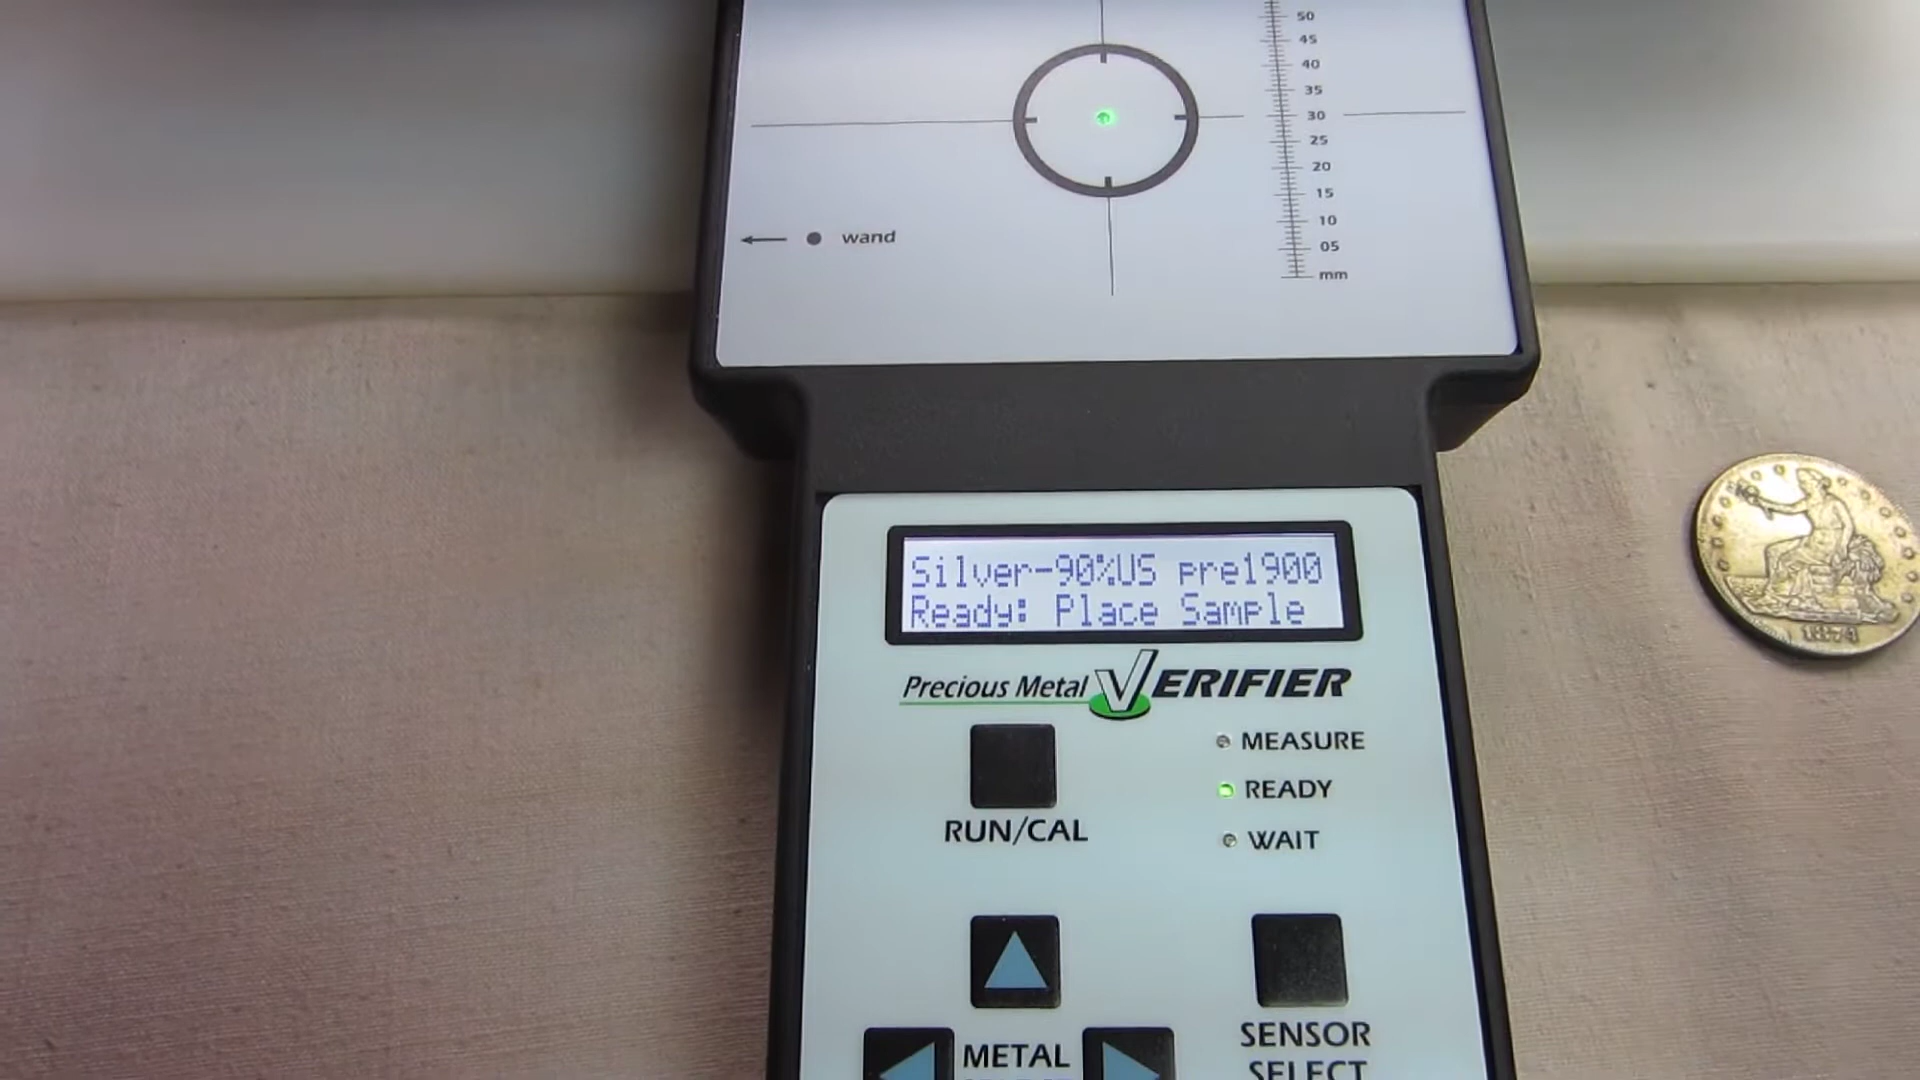 50
45
40
35
30
25
20
15
10
05
mm
wand
Silver-90%US pre1900
Ready: Place Sample
Precious Metal VERIFIER
MEASURE
READY
RUN/CAL
WAIT
SENSOR
SELECT
METAL
1874